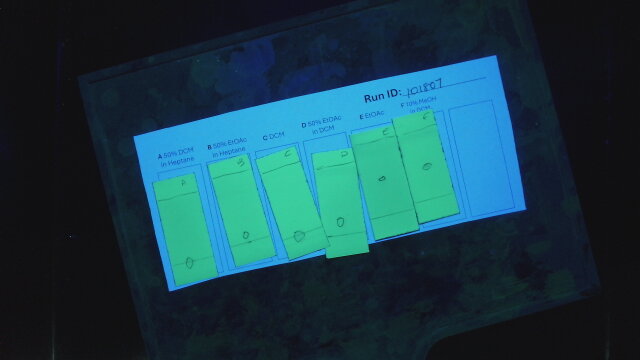 Run ID: 101807
A 50% DCM
in Heptane
B 50% EtOAc
in Heptane
C DCM
D 50% EtOAc
in DCM
E EtOAc
F 10% MeOH
in DCM
A
B
C
D
E
F